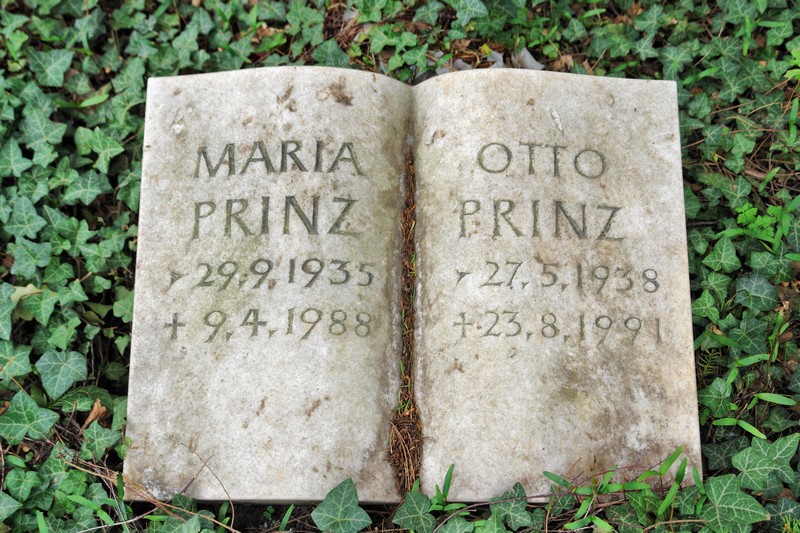 MARIA
PRINZ
29.9.1935
† 9.4.1988
OTTO
PRINZ
27.5.1938
† 23.8.1991